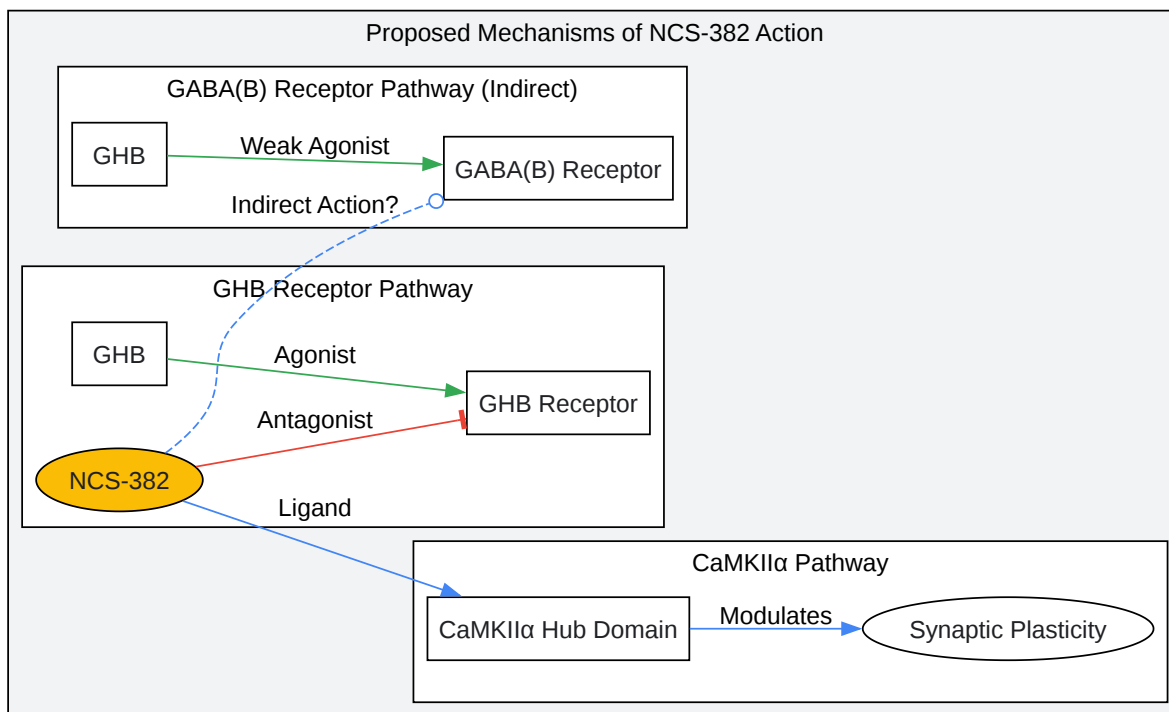 Proposed Mechanisms of NCS-382 Action
GABA(B) Receptor Pathway (Indirect)
GHB
Weak Agonist
GABA(B) Receptor
Indirect Action?
GHB Receptor Pathway
GHB
Agonist
GHB Receptor
Antagonist
NCS-382
Ligand
CaMKIIα Pathway
CaMKIIα Hub Domain
Modulates
Synaptic Plasticity